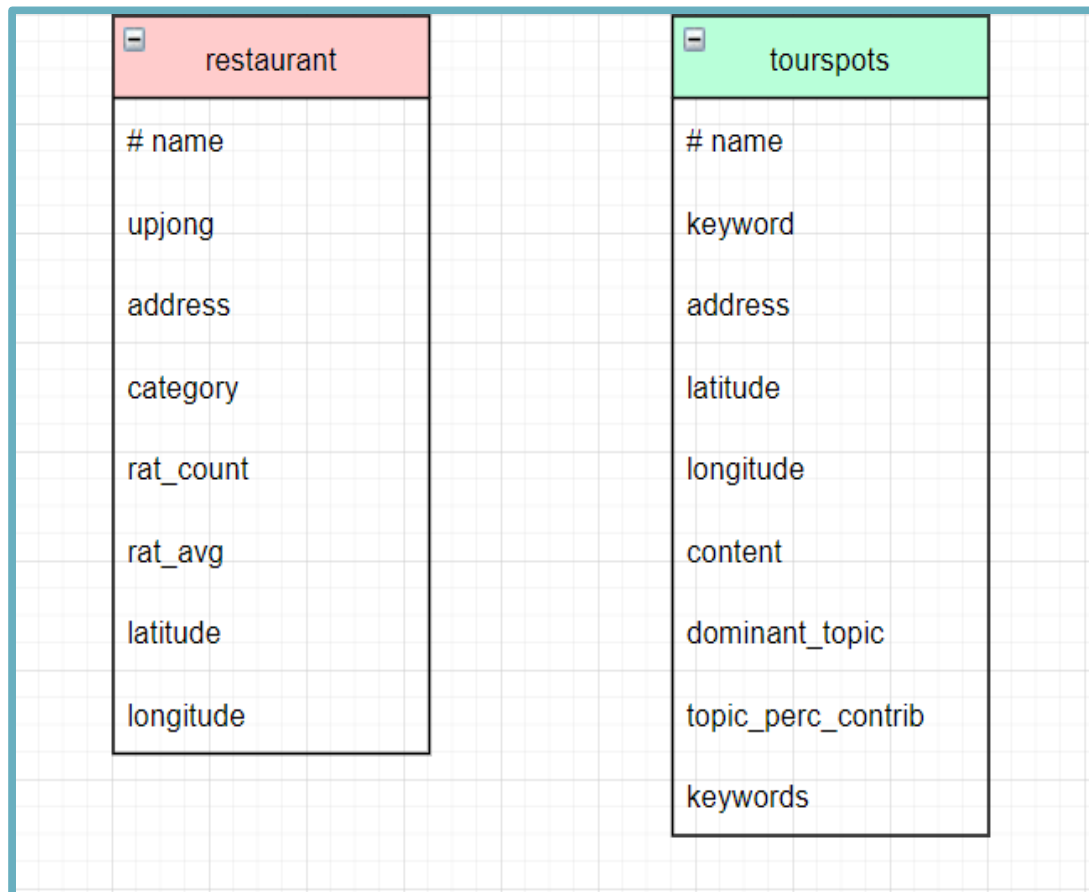 restaurant
# name
upjong
address
category
rat_count
rat_avg
latitude
longitude
tourspots
# name
keyword
address
latitude
longitude
content
dominant_topic
topic_perc_contrib
keywords